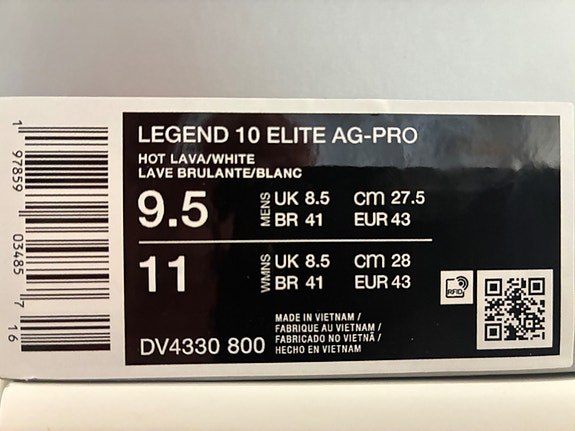 LEGEND 10 ELITE AG-PRO
HOT LAVA/WHITE
LAVE BRULANTE/BLANC
9.5 MENS UK 8.5 cm 27.5
BR 41 EUR 43
11 WMNS UK 8.5 cm 28
BR 41 EUR 43
RFID
DV4330 800
MADE IN VIETNAM /
FABRIQUE AU VIETNAM /
FABRICADO NO VIETNÃ /
HECHO EN VIETNAM
1 97859 03485 7 16